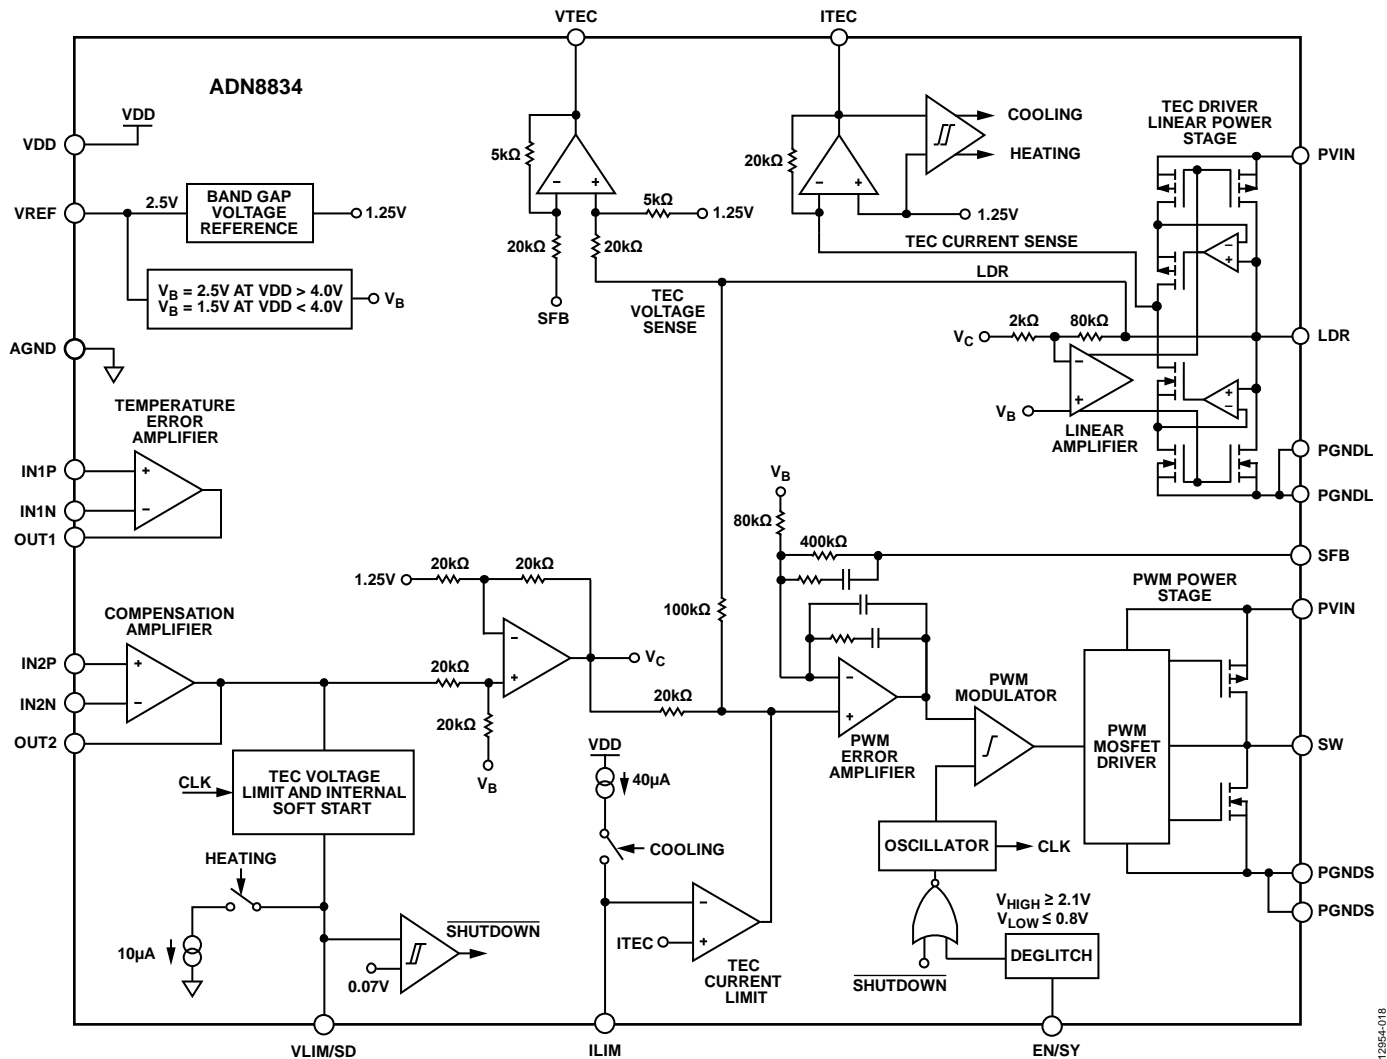 VTEC
ITEC
ADN8834
VDD
VDD
VREF
2.5V
BAND GAP
VOLTAGE
REFERENCE
1.25V
VB = 2.5V AT VDD > 4.0V
VB = 1.5V AT VDD < 4.0V
VB
AGND
5kΩ
20kΩ
SFB
5kΩ
1.25V
20kΩ
TEC
VOLTAGE
SENSE
20kΩ
COOLING
HEATING
1.25V
TEC CURRENT SENSE
LDR
TEC DRIVER
LINEAR POWER
STAGE
PVIN
VC
2kΩ
80kΩ
LDR
VB
LINEAR
AMPLIFIER
PGNDL
PGNDL
TEMPERATURE
ERROR
AMPLIFIER
IN1P
IN1N
OUT1
COMPENSATION
AMPLIFIER
IN2P
IN2N
OUT2
1.25V
20kΩ
20kΩ
VC
20kΩ
20kΩ
VB
100kΩ
20kΩ
VB
80kΩ
400kΩ
SFB
PWM
ERROR
AMPLIFIER
PWM
MODULATOR
PWM POWER
STAGE
PVIN
PWM
MOSFET
DRIVER
SW
PGNDS
PGNDS
CLK
TEC VOLTAGE
LIMIT AND INTERNAL
SOFT START
HEATING
10µA
0.07V
SHUTDOWN
VDD
40µA
COOLING
ITEC
TEC
CURRENT
LIMIT
OSCILLATOR
CLK
VHIGH ≥ 2.1V
VLOW ≤ 0.8V
DEGLITCH
SHUTDOWN
VLIM/SD
ILIM
EN/SY
12954-018